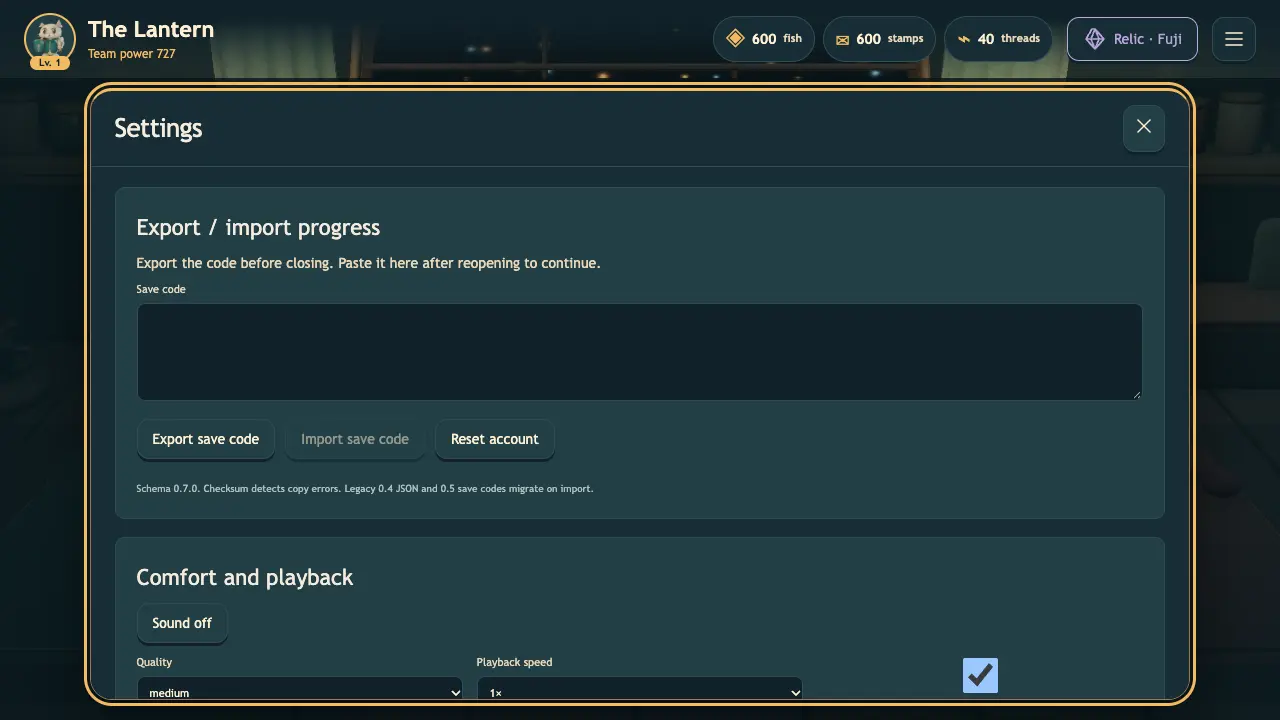 The Lantern
Team power 727
Lv. 1
600 fish
600 stamps
40 threads
Relic · Fuji
Settings
Export / import progress
Export the code before closing. Paste it here after reopening to continue.
Save code
Export save code
Import save code
Reset account
Schema 0.7.0. Checksum detects copy errors. Legacy 0.4 JSON and 0.5 save codes migrate on import.
Comfort and playback
Sound off
Quality
Playback speed
medium
1×